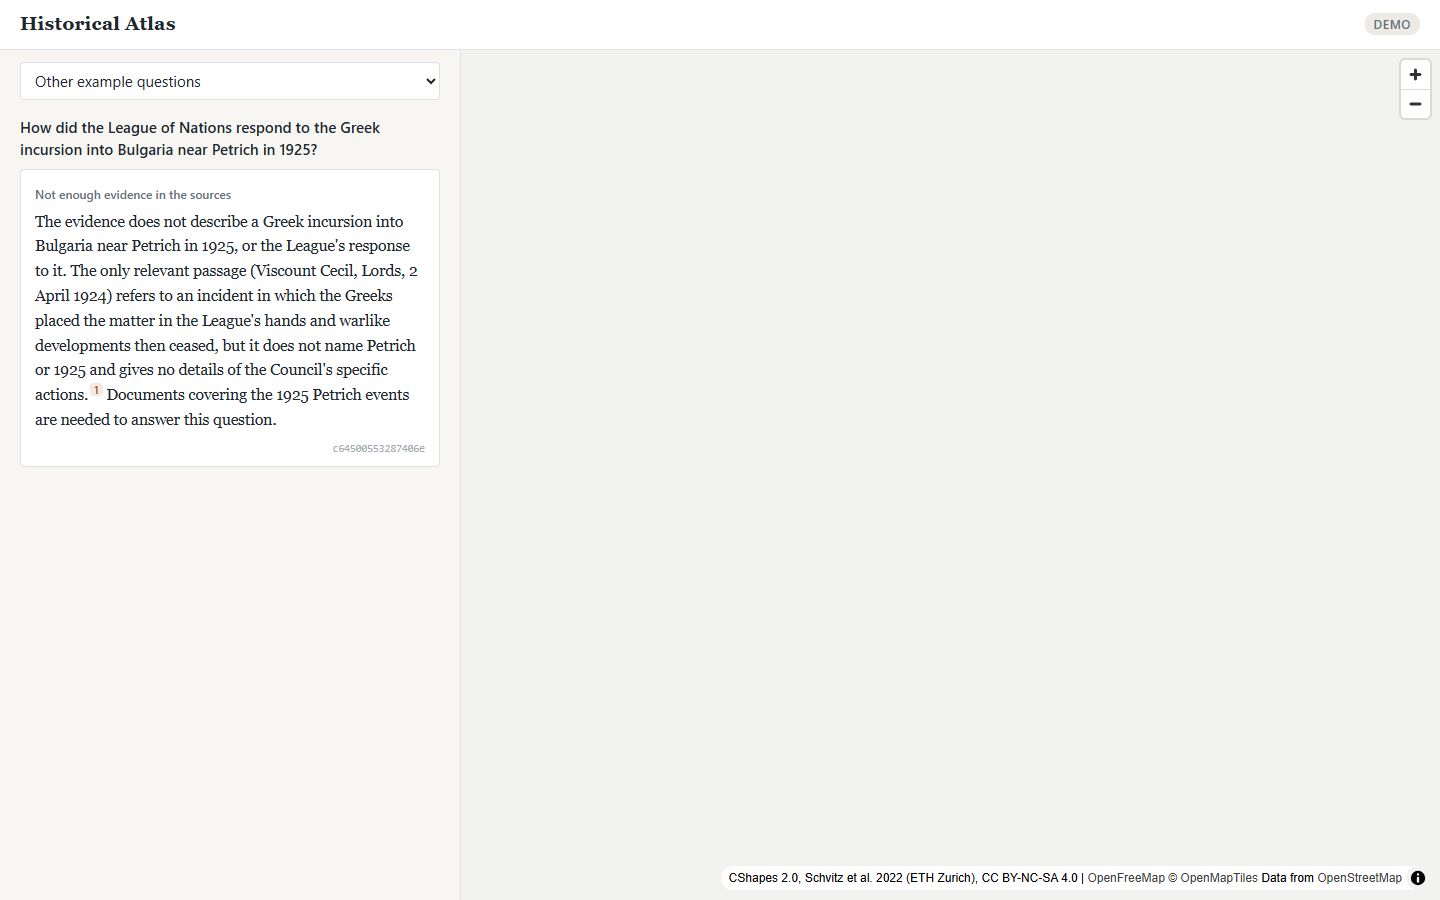 Historical Atlas
DEMO
Other example questions
How did the League of Nations respond to the Greek
incursion into Bulgaria near Petrich in 1925?
Not enough evidence in the sources
The evidence does not describe a Greek incursion into
Bulgaria near Petrich in 1925, or the League's response
to it. The only relevant passage (Viscount Cecil, Lords, 2
April 1924) refers to an incident in which the Greeks
placed the matter in the League's hands and warlike
developments then ceased, but it does not name Petrich
or 1925 and gives no details of the Council's specific
actions. 1 Documents covering the 1925 Petrich events
are needed to answer this question.
c64500553287406e
CShapes 2.0, Schvitz et al. 2022 (ETH Zurich), CC BY-NC-SA 4.0 | OpenFreeMap © OpenMapTiles Data from OpenStreetMap